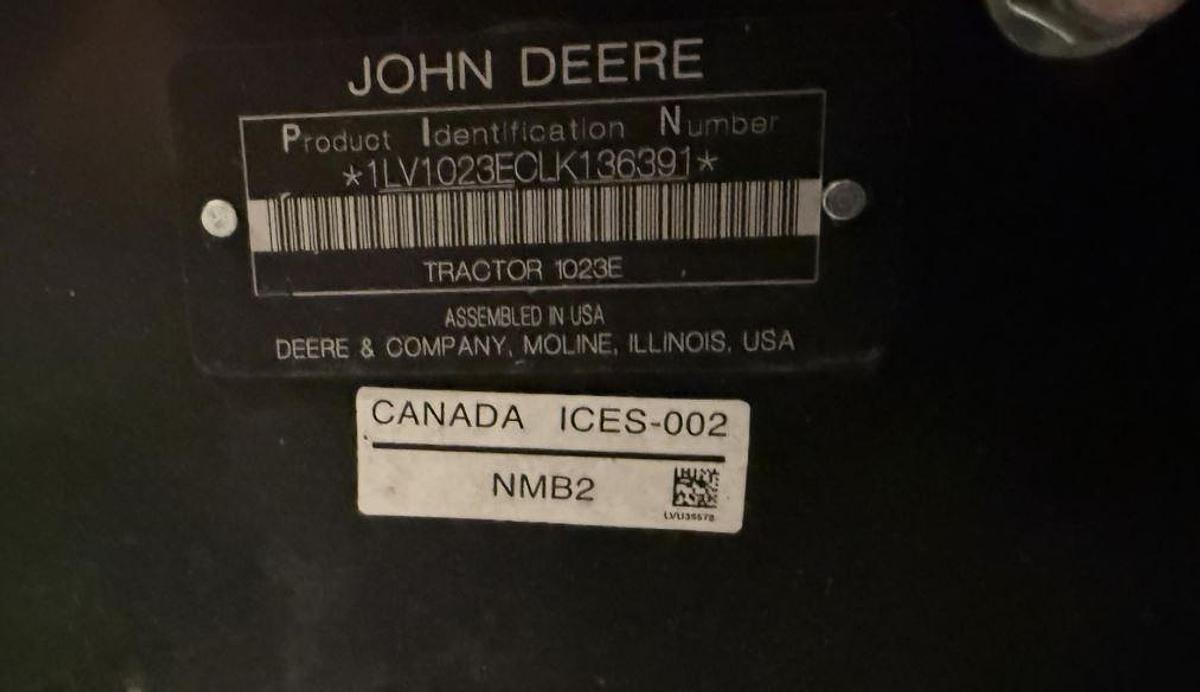 JOHN DEERE
Product Identification Number
*1LV1023ECLK136391*
TRACTOR 1023E
ASSEMBLED IN USA
DEERE & COMPANY, MOLINE, ILLINOIS, USA
CANADA ICES-002
NMB2